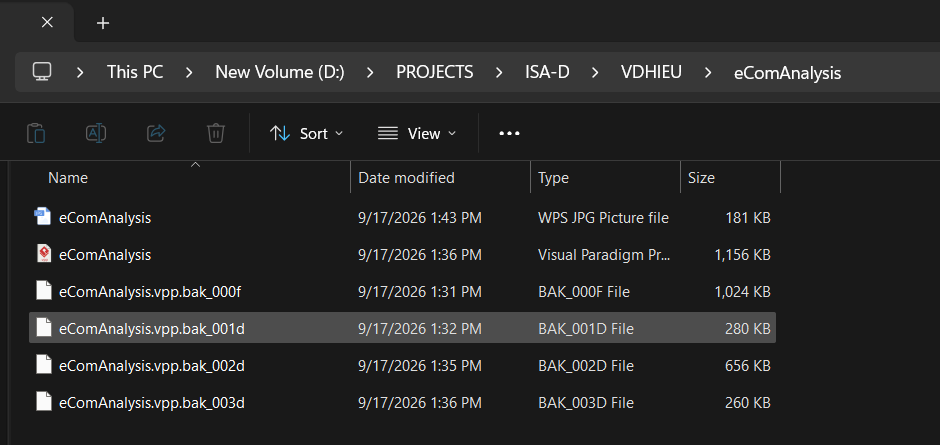 This PC > New Volume (D:) > PROJECTS > ISA-D > VDHIEU > eComAnalysis
Sort View
Name Date modified Type Size
eComAnalysis 9/17/2026 1:43 PM WPS JPG Picture file 181 KB
eComAnalysis 9/17/2026 1:36 PM Visual Paradigm Pr... 1,156 KB
eComAnalysis.vpp.bak_000f 9/17/2026 1:31 PM BAK_000F File 1,024 KB
eComAnalysis.vpp.bak_001d 9/17/2026 1:32 PM BAK_001D File 280 KB
eComAnalysis.vpp.bak_002d 9/17/2026 1:35 PM BAK_002D File 656 KB
eComAnalysis.vpp.bak_003d 9/17/2026 1:36 PM BAK_003D File 260 KB